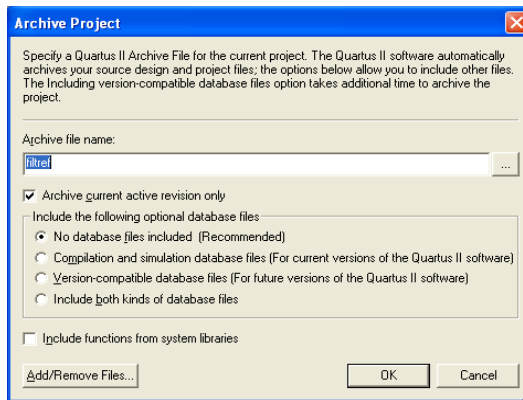 Archive Project
Specify a Quartus II Archive File for the current project. The Quartus II software automatically
archives your source design and project files; the options below allow you to include other files.
The Including version-compatible database files option takes additional time to archive the
project.
Archive file name:
filtref
...
Archive current active revision only
Include the following optional database files
No database files included (Recommended)
Compilation and simulation database files (For current versions of the Quartus II software)
Version-compatible database files (For future versions of the Quartus II software)
Include both kinds of database files
Include functions from system libraries
Add/Remove Files...
OK
Cancel